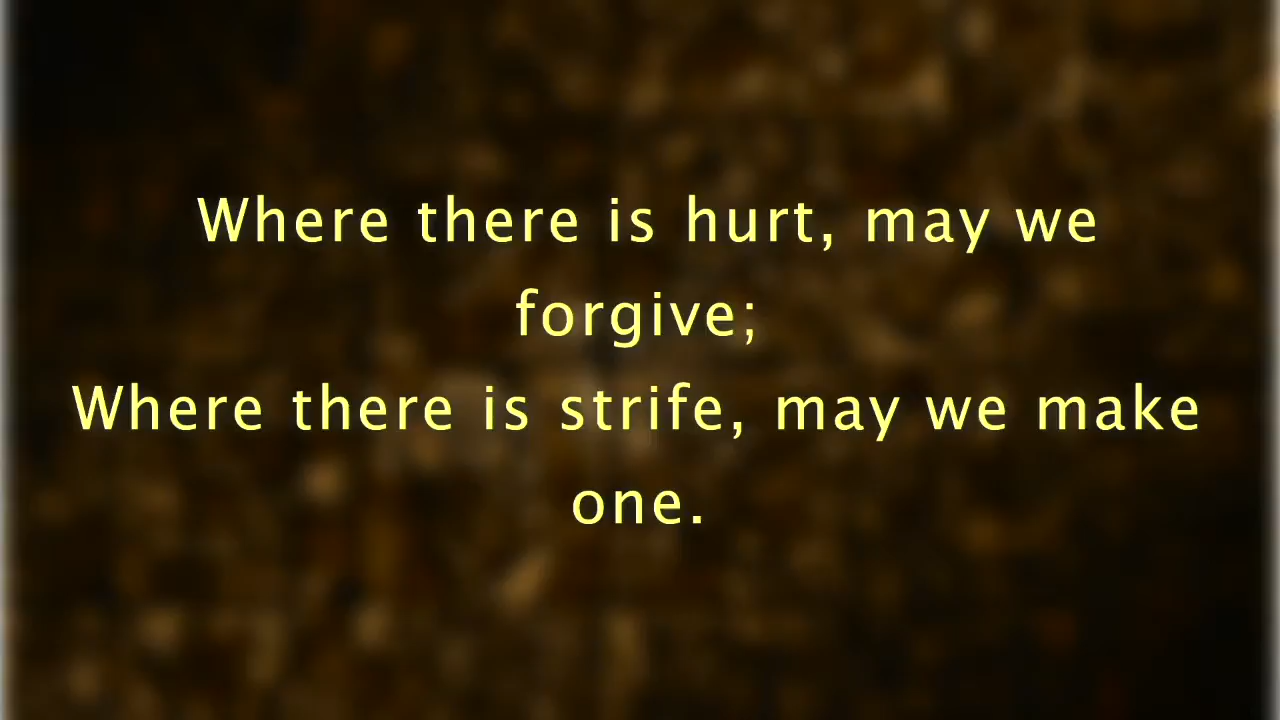 Where there is hurt, may we
forgive;
Where there is strife, may we make
one.